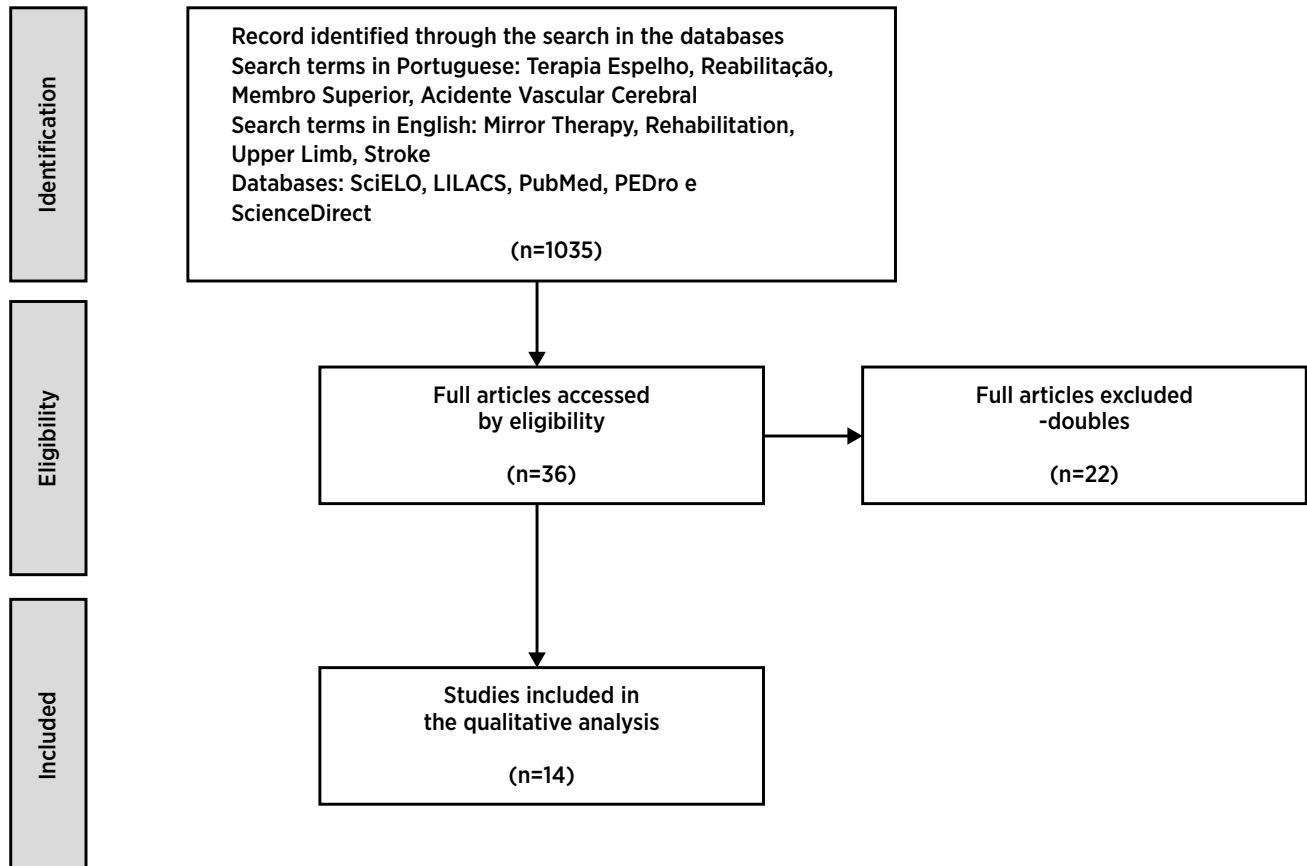 Identification
Record identified through the search in the databases
Search terms in Portuguese: Terapia Espelho, Reabilitação,
Membro Superior, Acidente Vascular Cerebral
Search terms in English: Mirror Therapy, Rehabilitation,
Upper Limb, Stroke
Databases: SciELO, LILACS, PubMed, PEDro e
ScienceDirect
(n=1035)
Eligibility
Full articles accessed
by eligibility
(n=36)
Full articles excluded
-doubles
(n=22)
Included
Studies included in
the qualitative analysis
(n=14)